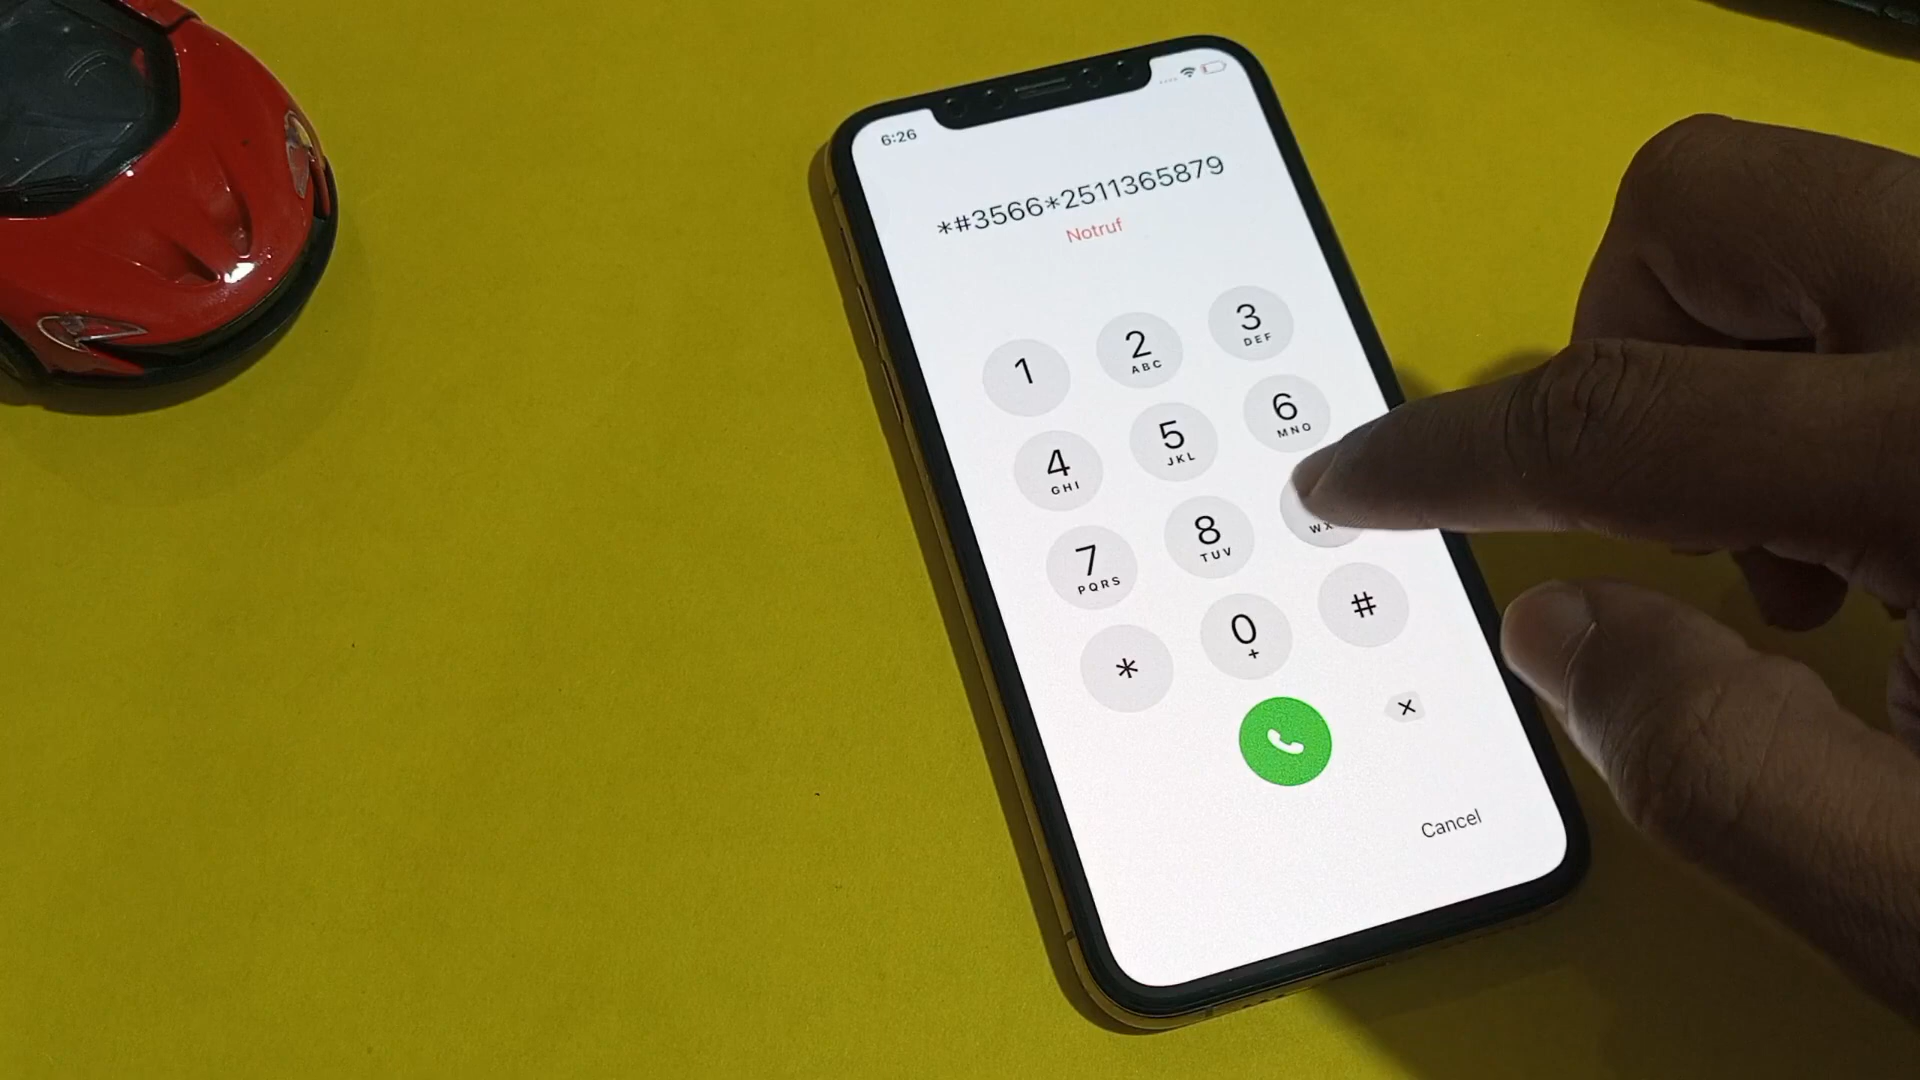 6:26
*#3566*2511365879
Notruf
1
2
ABC
3
DEF
4
GHI
5
JKL
6
MNO
7
PQRS
8
TUV
*
0
+
#
Cancel